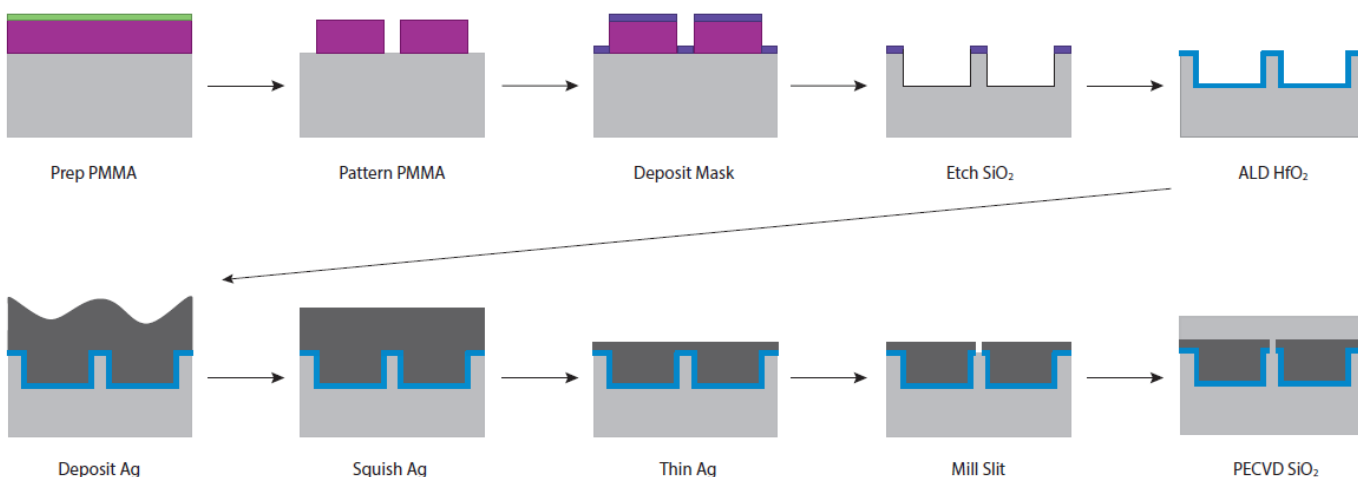 Prep PMMA
Pattern PMMA
Deposit Mask
Etch SiO₂
ALD HfO₂
Deposit Ag
Squish Ag
Thin Ag
Mill Slit
PECVD SiO₂